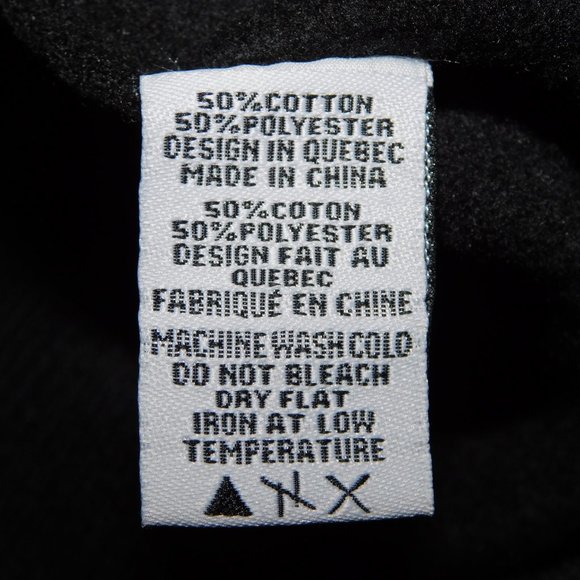 50%COTTON
50%POLYESTER
DESIGN IN QUEBEC
MADE IN CHINA
50%COTON
50%POLYESTER
DESIGN FAIT AU
QUEBEC
FABRIQUÉ EN CHINE
MACHINE WASH COLD
DO NOT BLEACH
DRY FLAT
IRON AT LOW
TEMPERATURE